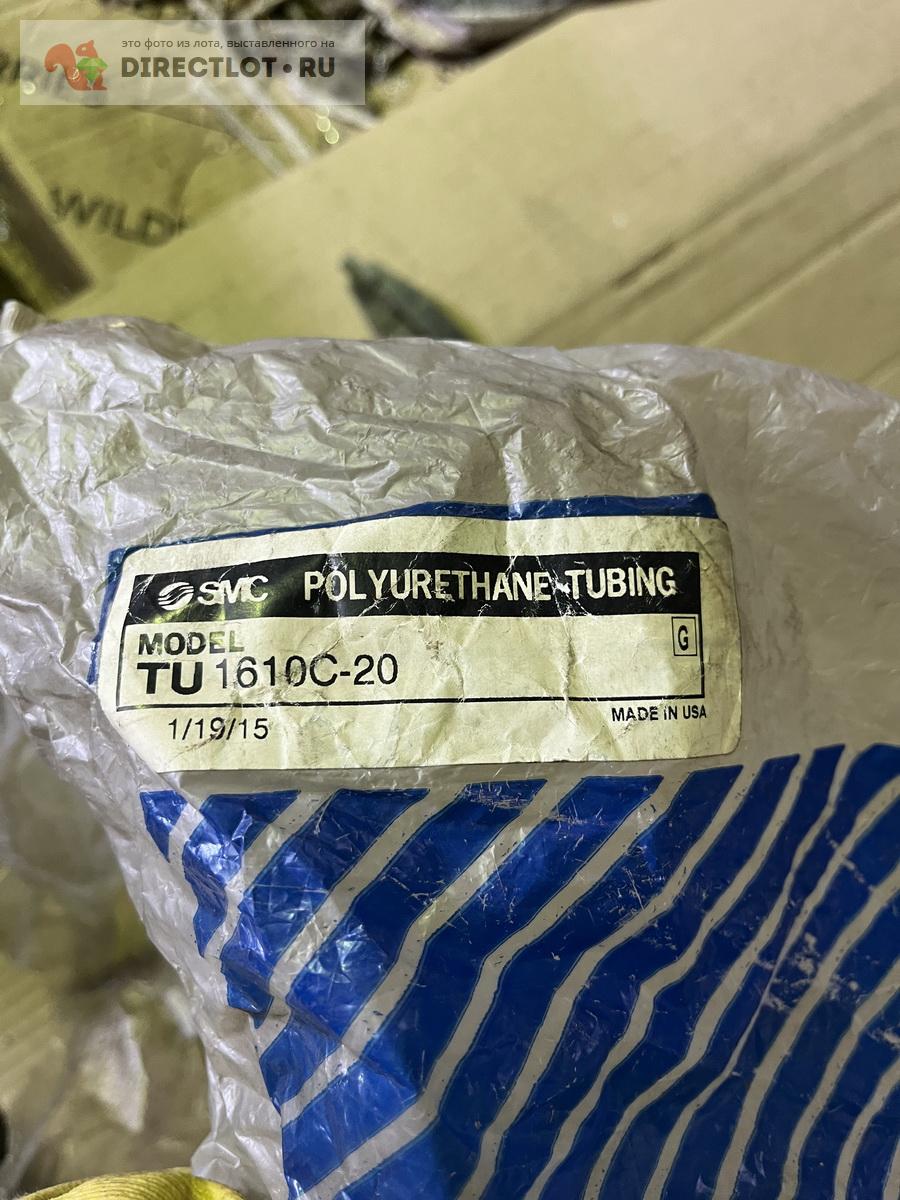 это фото из лота, выставленного на
DIRECTLOT•RU
WILD
SMC POLYURETHANE TUBING
MODEL
G
TU 1610C-20
1/19/15
MADE IN USA